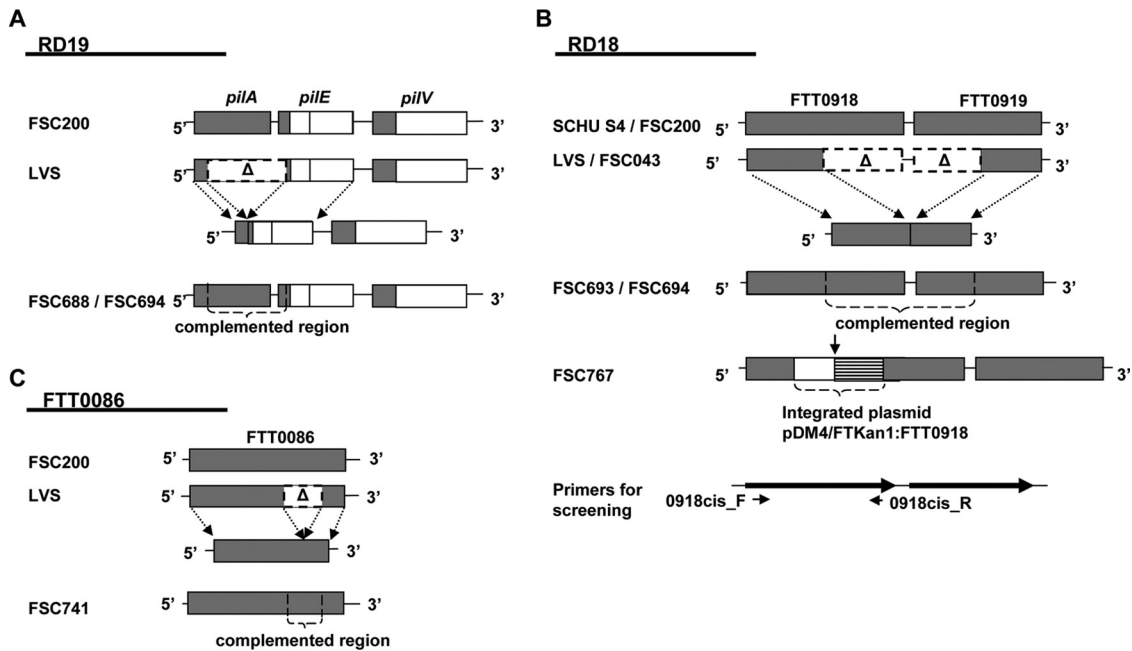 A
RD19
pilA pilE pilV
FSC200 5’ 3’
LVS 5’ Δ 3’
5’ 3’
FSC688 / FSC694 5’ 3’
complemented region
B
RD18
FTT0918 FTT0919
SCHU S4 / FSC200 5’ 3’
LVS / FSC043 5’ Δ Δ 3’
5’ 3’
FSC693 / FSC694 5’ 3’
complemented region
FSC767 5’ 3’
Integrated plasmid
pDM4/FTKan1:FTT0918
Primers for
screening
0918cis_F 0918cis_R
C
FTT0086
FTT0086
FSC200 5’ 3’
LVS 5’ Δ 3’
5’ 3’
FSC741 5’ 3’
complemented region